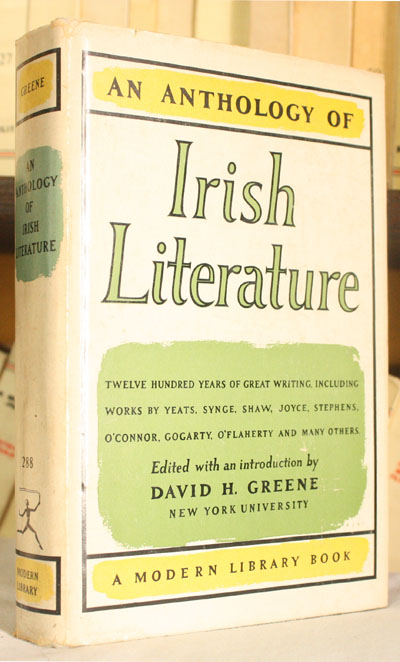 GREENE
AN
ANTHOLOGY
OF
IRISH
LITERATURE
288
MODERN
LIBRARY
AN ANTHOLOGY OF
Irish
Literature
TWELVE HUNDRED YEARS OF GREAT WRITING, INCLUDING
WORKS BY YEATS, SYNGE, SHAW, JOYCE, STEPHENS,
O'CONNOR, GOGARTY, O'FLAHERTY AND MANY OTHERS.
Edited with an introduction by
DAVID H. GREENE
NEW YORK UNIVERSITY
A MODERN LIBRARY BOOK